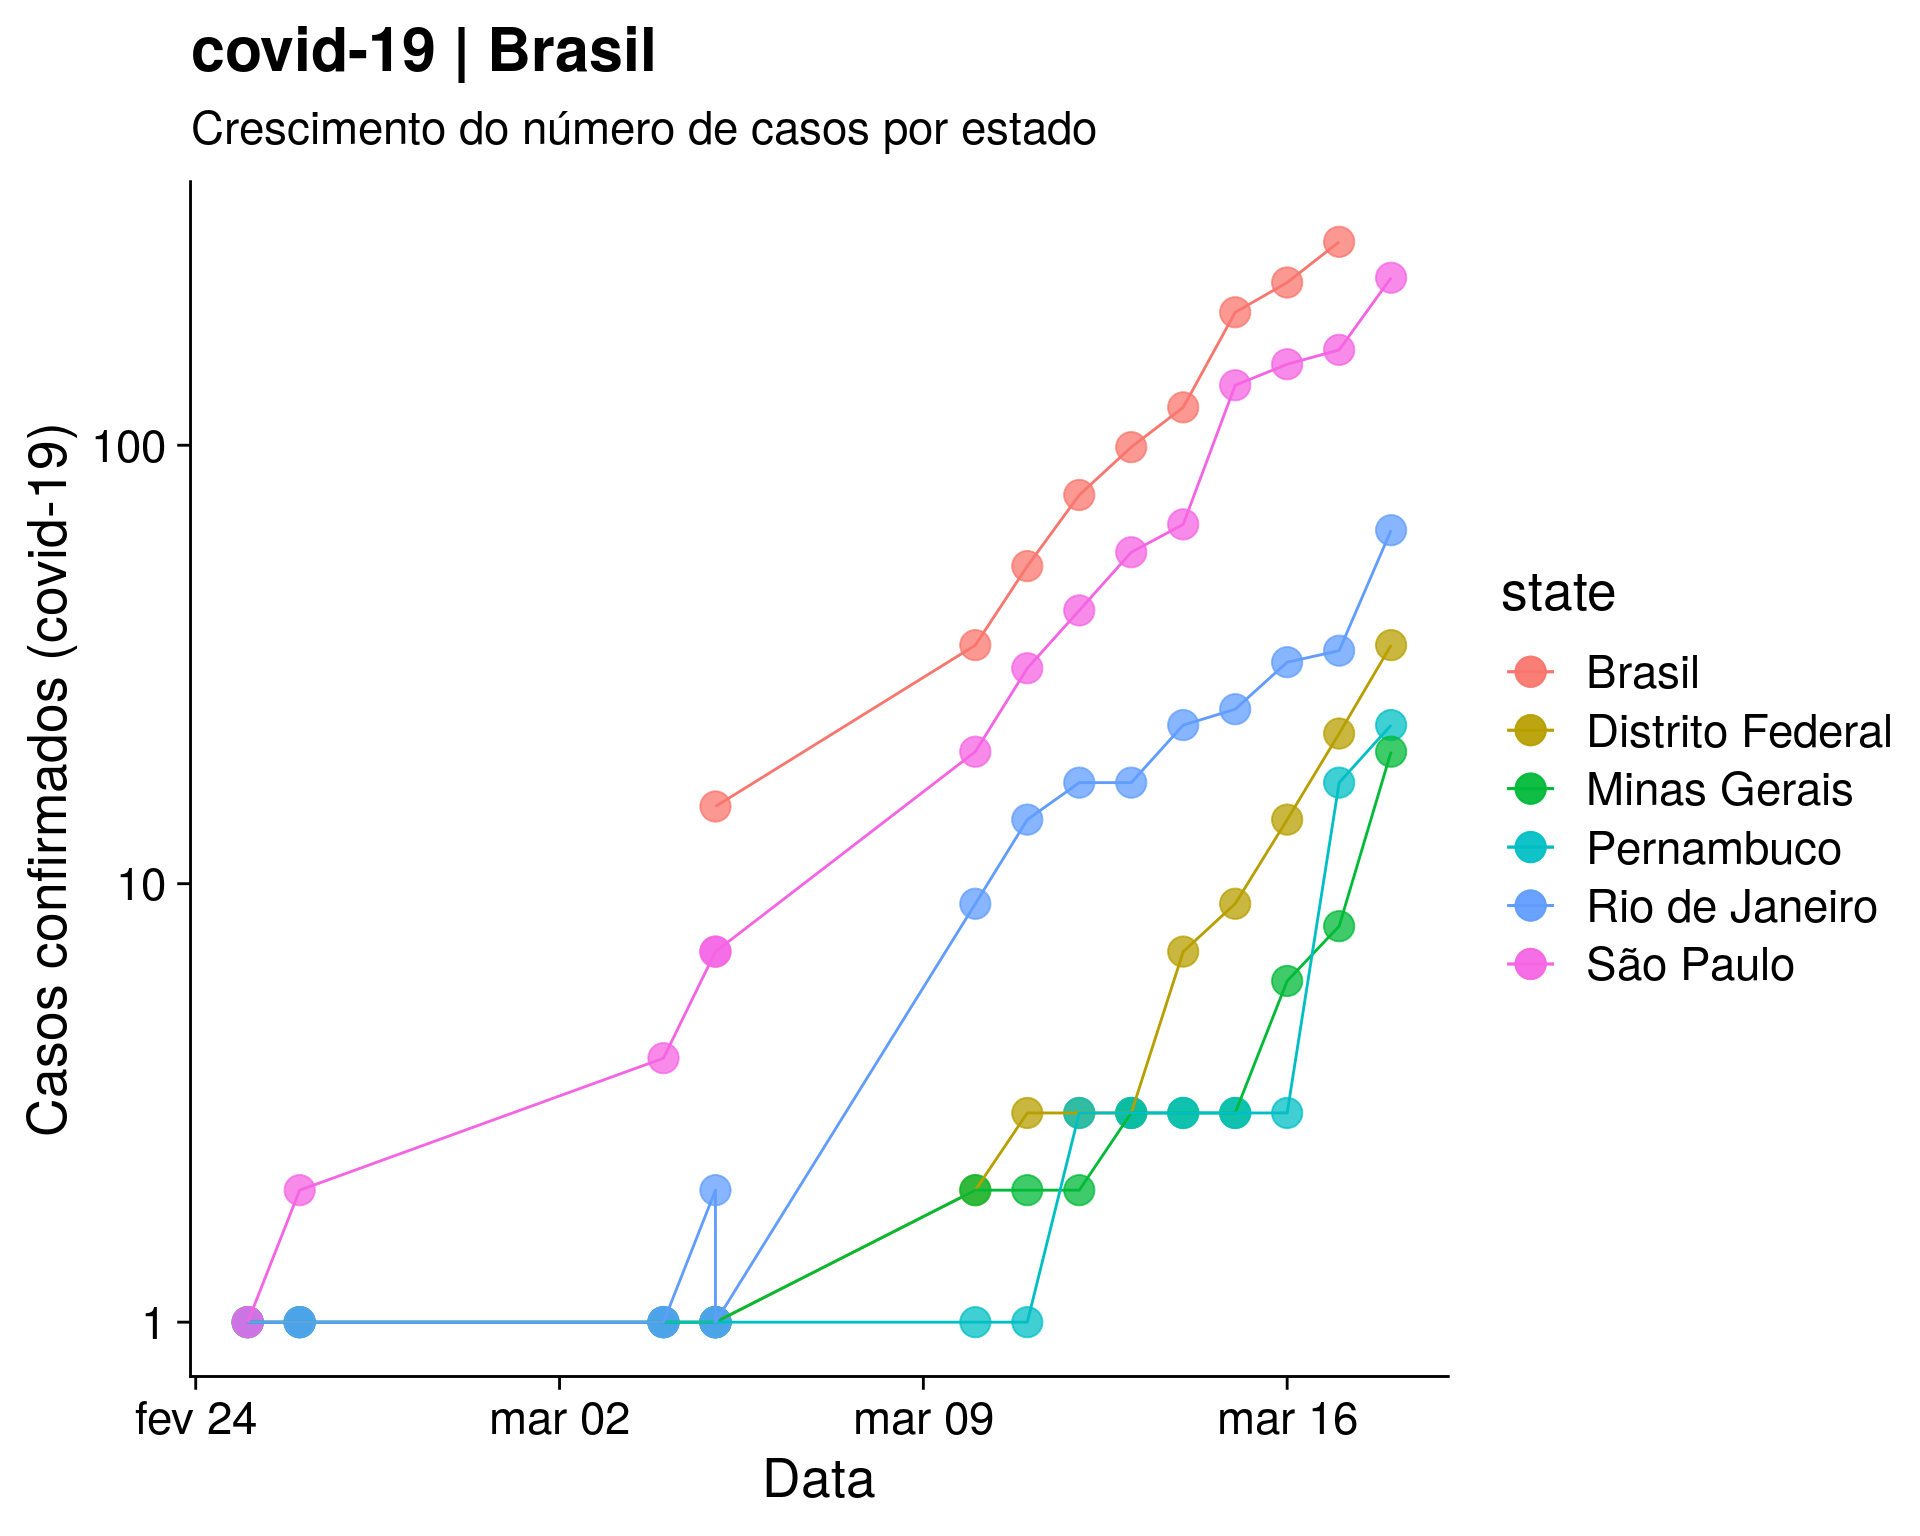 covid-19 | Brasil
Crescimento do número de casos por estado
Casos confirmados (covid-19)
100
10
1
fev 24
mar 02
mar 09
mar 16
Data
state
Brasil
Distrito Federal
Minas Gerais
Pernambuco
Rio de Janeiro
São Paulo